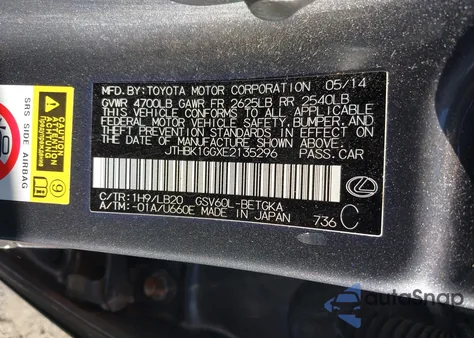 MFD.BY: TOYOTA MOTOR CORPORATION 05/14
GVWR 4700LB GAWR FR 2625LB RR 2540LB
THIS VEHICLE CONFORMS TO ALL APPLICABLE
FEDERAL MOTOR VEHICLE SAFETY, BUMPER, AND
THEFT PREVENTION STANDARDS IN EFFECT ON
THE DATE OF MANUFACTURE SHOWN ABOVE.
JTHBK1GGXE2135296 PASS.CAR
C/TR: 1H9/LB20 GSV60L-BETGKA
A/TM: -01A/U660E MADE IN JAPAN 736 C
SRS SIDE AIRBAG
CAUTION
9
autoSnap